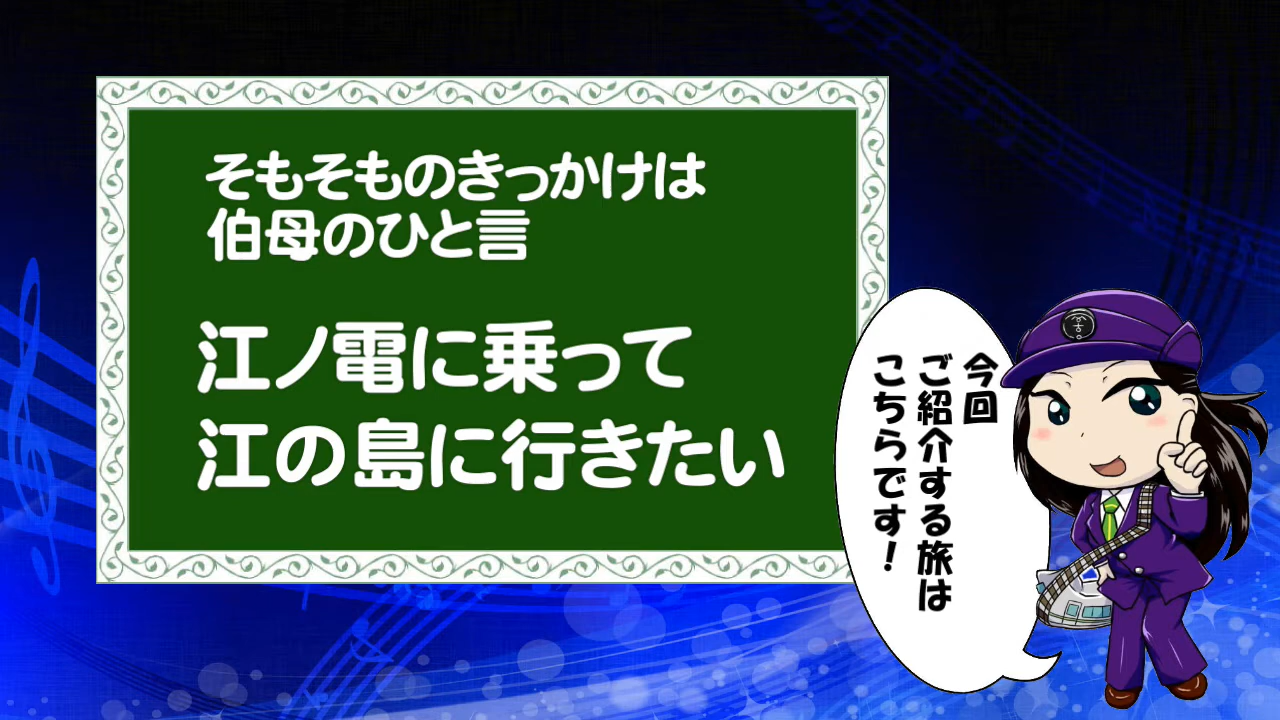 そもそものきっかけは
伯母のひと言
江ノ電に乗って
江の島に行きたい
今回
ご紹介する旅は
こちらです！